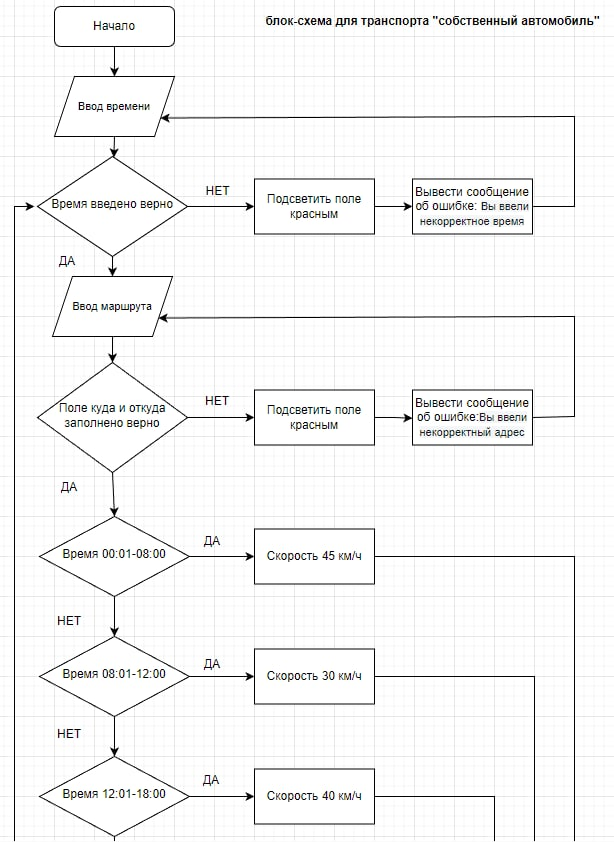 блок-схема для транспорта "собственный автомобиль"
Начало
Ввод времени
Время введено верно
НЕТ
Подсветить поле
красным
Вывести сообщение
об ошибке: Вы ввели
некорректное время
ДА
Ввод маршрута
Поле куда и откуда
заполнено верно
НЕТ
Подсветить поле
красным
Вывести сообщение
об ошибке:Вы ввели
некорректный адрес
ДА
Время 00:01-08:00
ДА
Скорость 45 км/ч
НЕТ
Время 08:01-12:00
ДА
Скорость 30 км/ч
НЕТ
Время 12:01-18:00
ДА
Скорость 40 км/ч